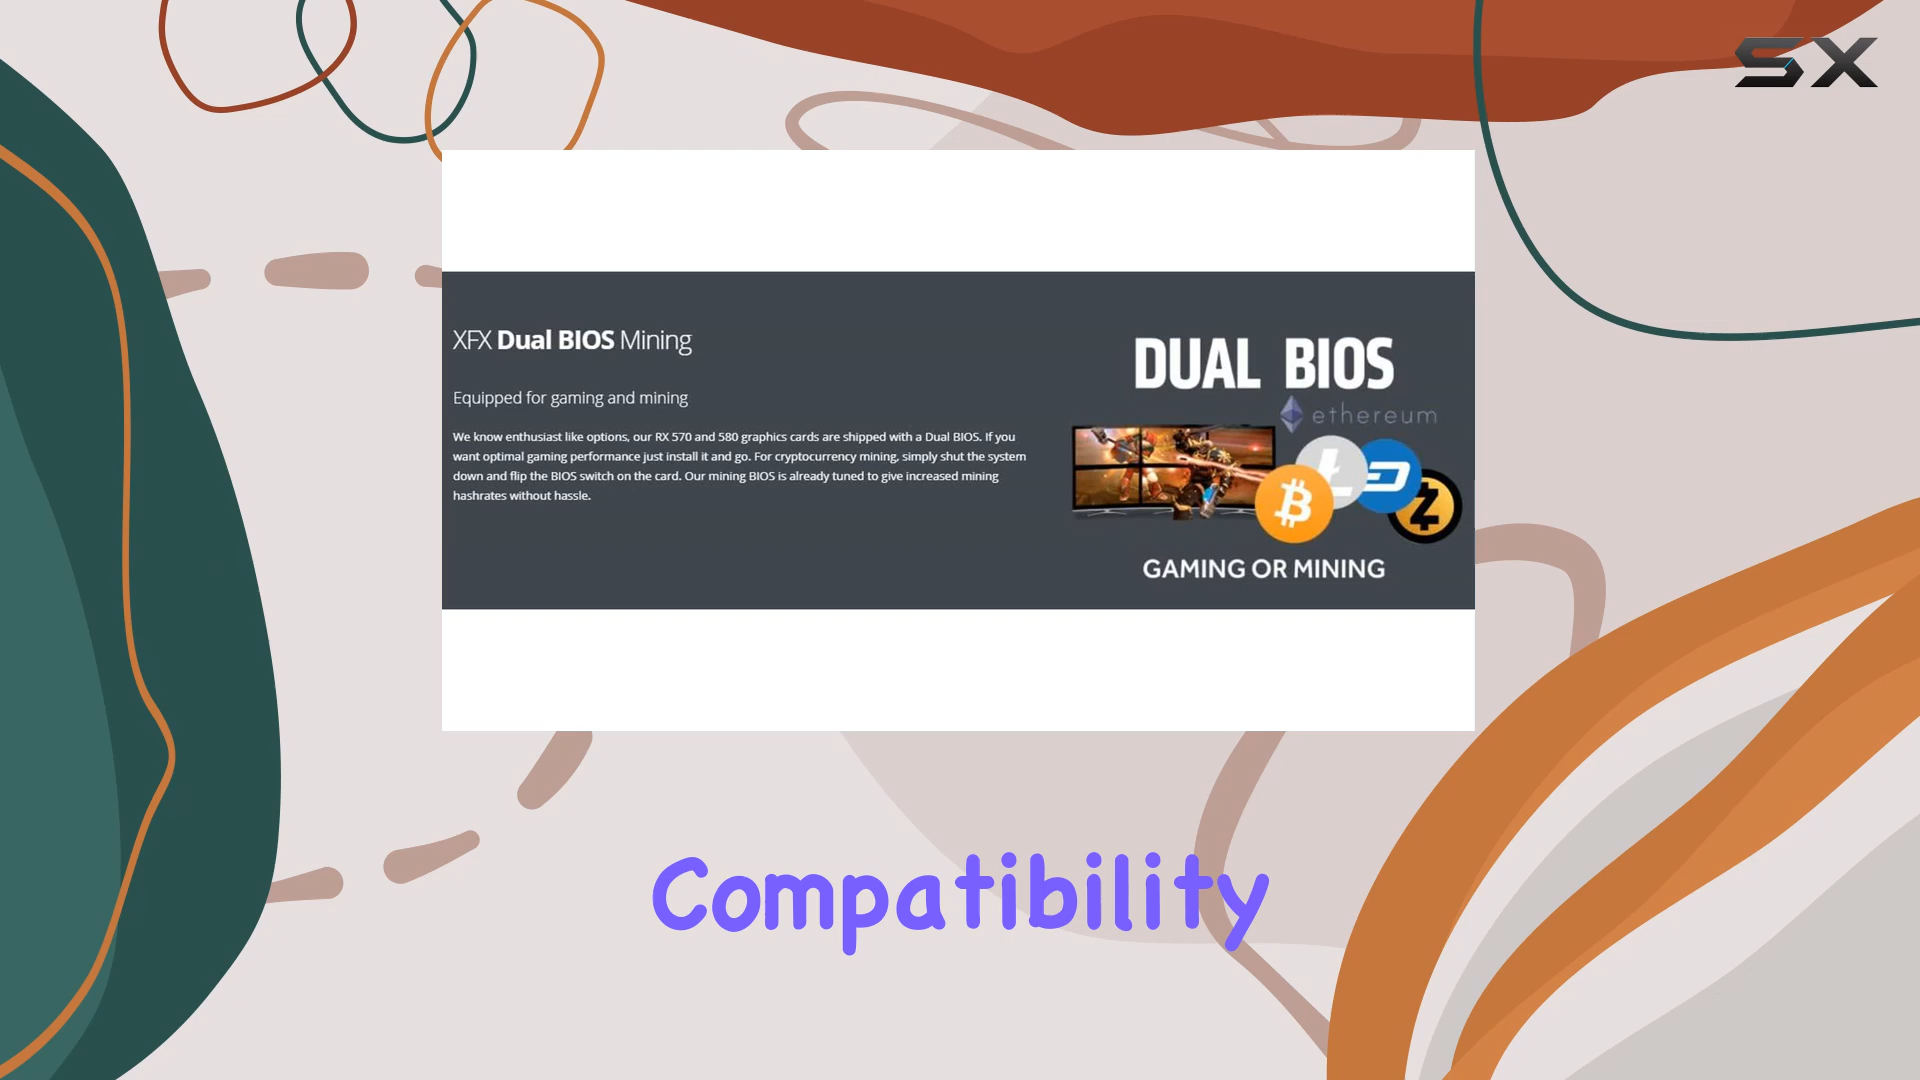 SX
XFX Dual BIOS Mining
Equipped for gaming and mining
We know enthusiast like options, our RX 570 and 580 graphics cards are shipped with a Dual BIOS. If you
want optimal gaming performance just install it and go. For cryptocurrency mining, simply shut the system
down and flip the BIOS switch on the card. Our mining BIOS is already tuned to give increased mining
hashrates without hassle.
DUAL BIOS
ethereum
GAMING OR MINING
Compatibility